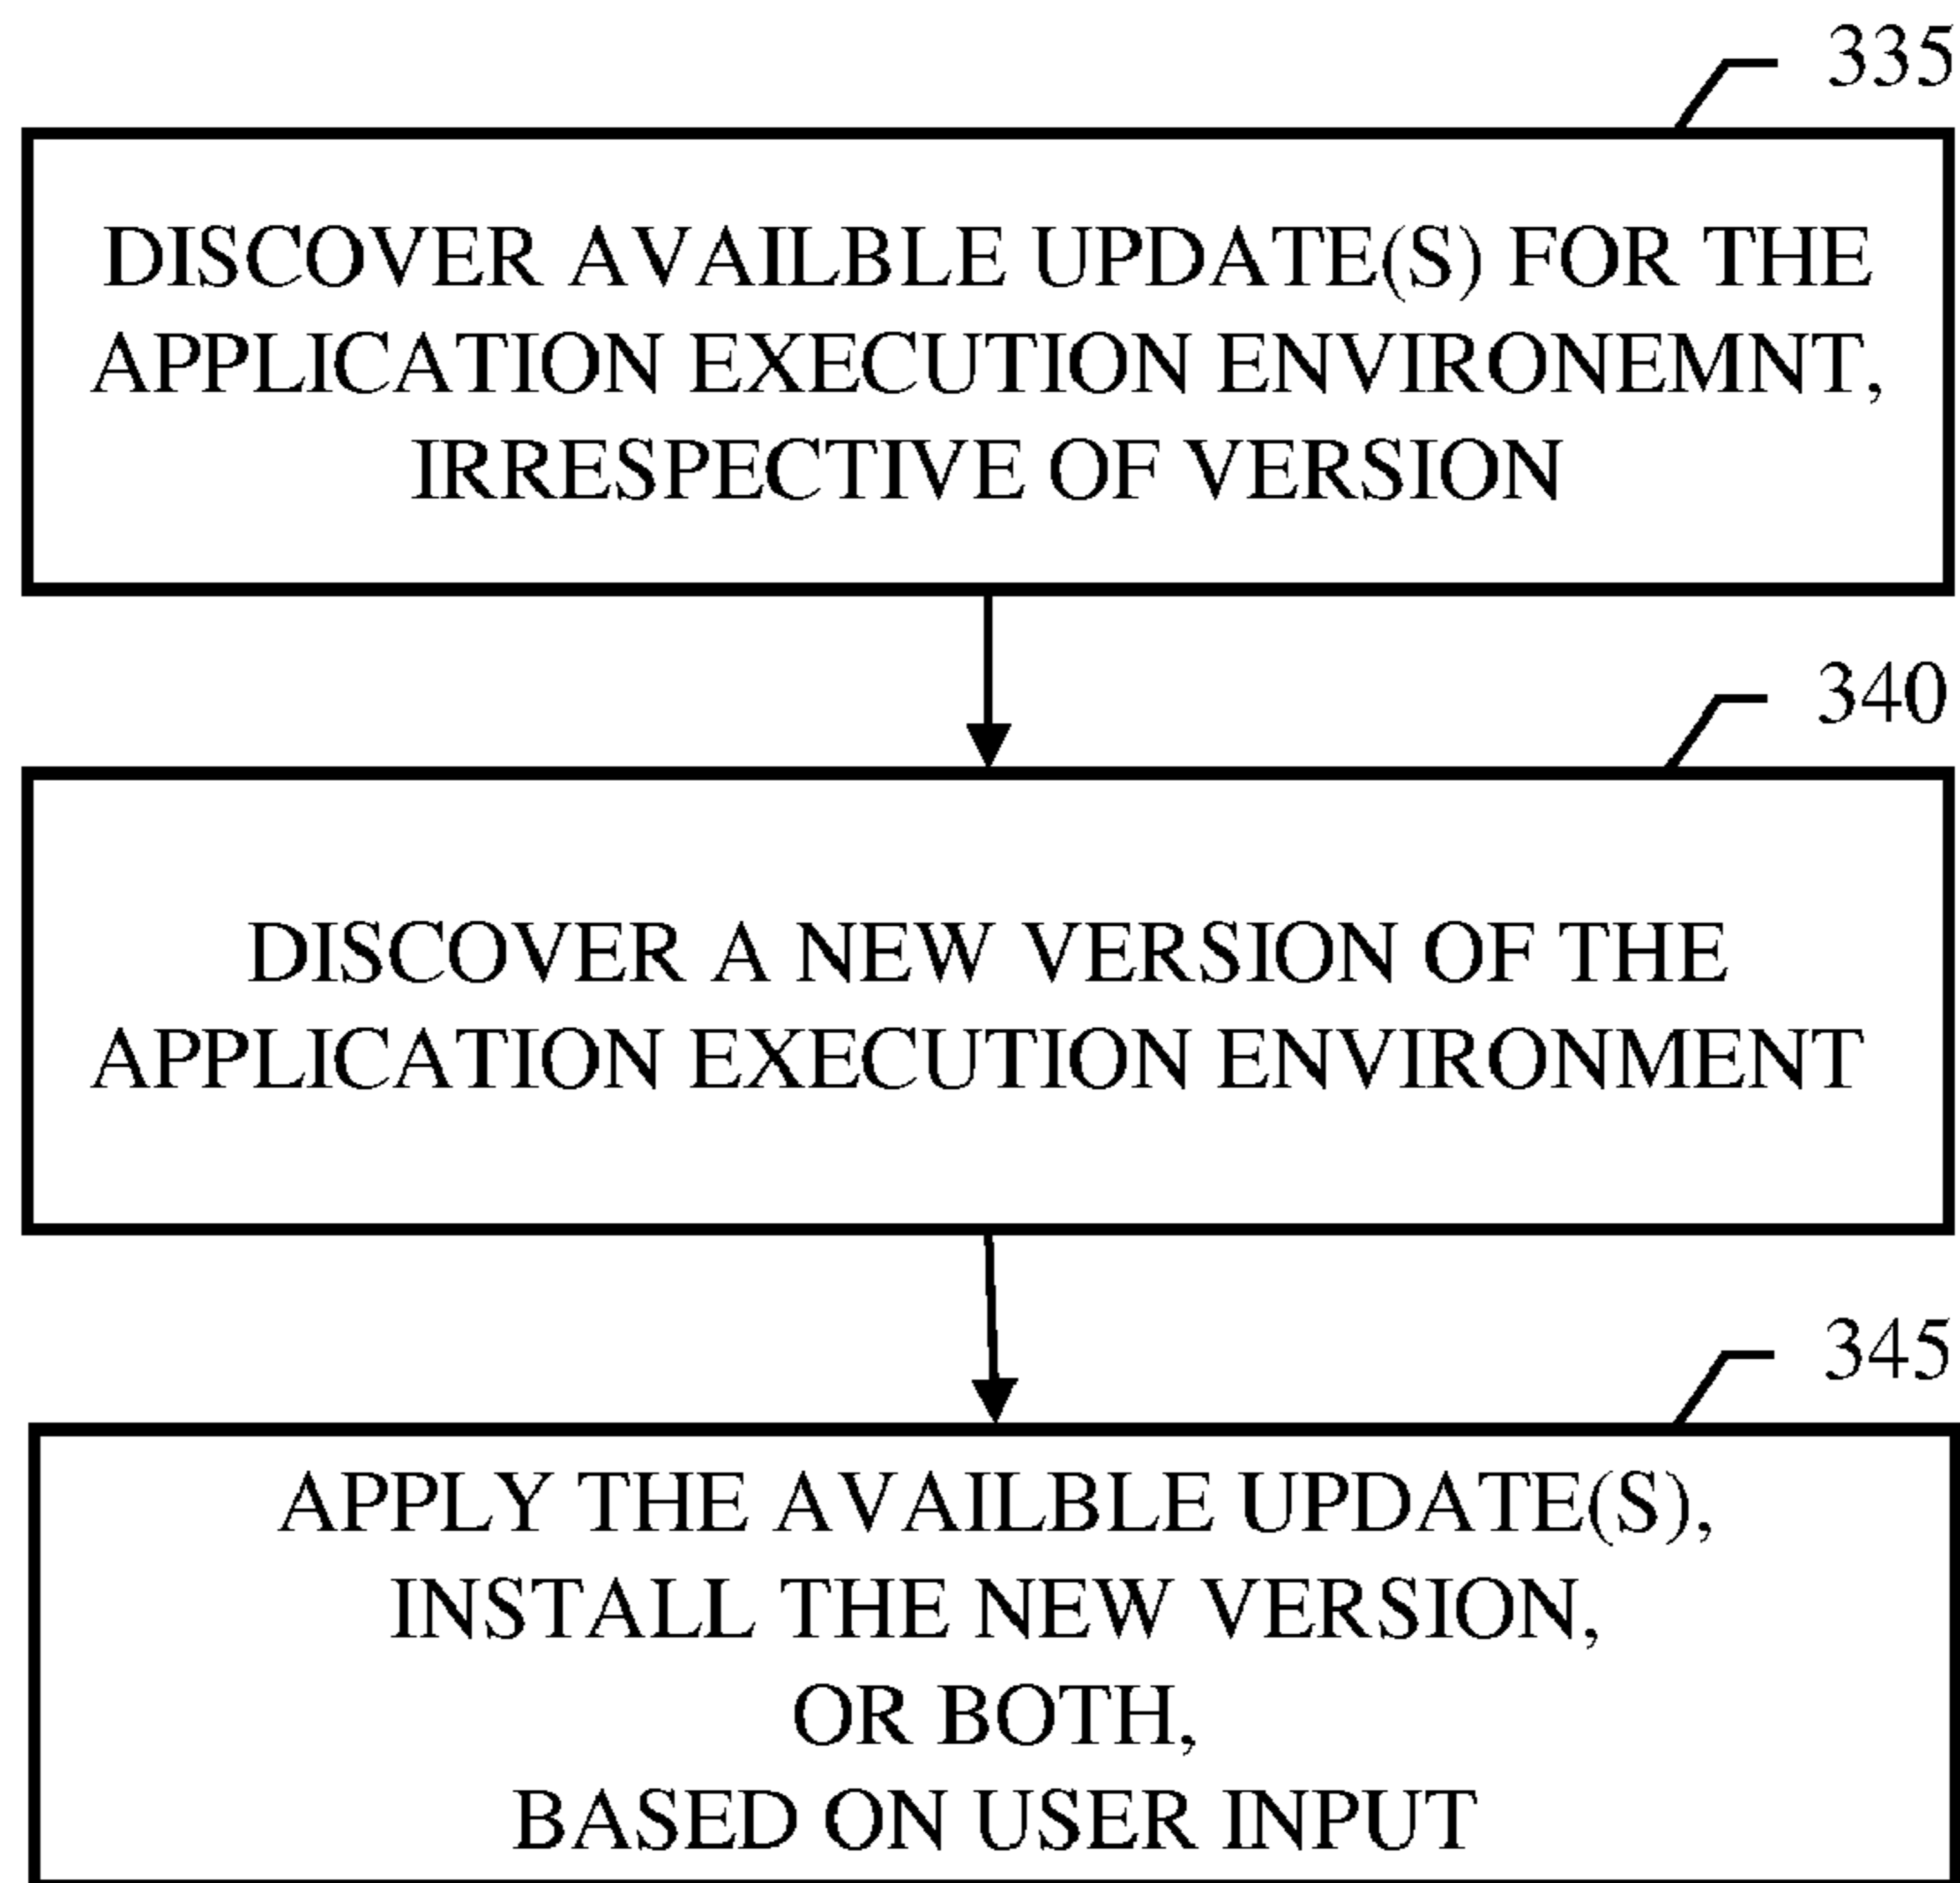 335
DISCOVER AVAILBLE UPDATE(S) FOR THE
APPLICATION EXECUTION ENVIRONEMNT,
IRRESPECTIVE OF VERSION
340
DISCOVER A NEW VERSION OF THE
APPLICATION EXECUTION ENVIRONMENT
345
APPLY THE AVAILBLE UPDATE(S),
INSTALL THE NEW VERSION,
OR BOTH,
BASED ON USER INPUT